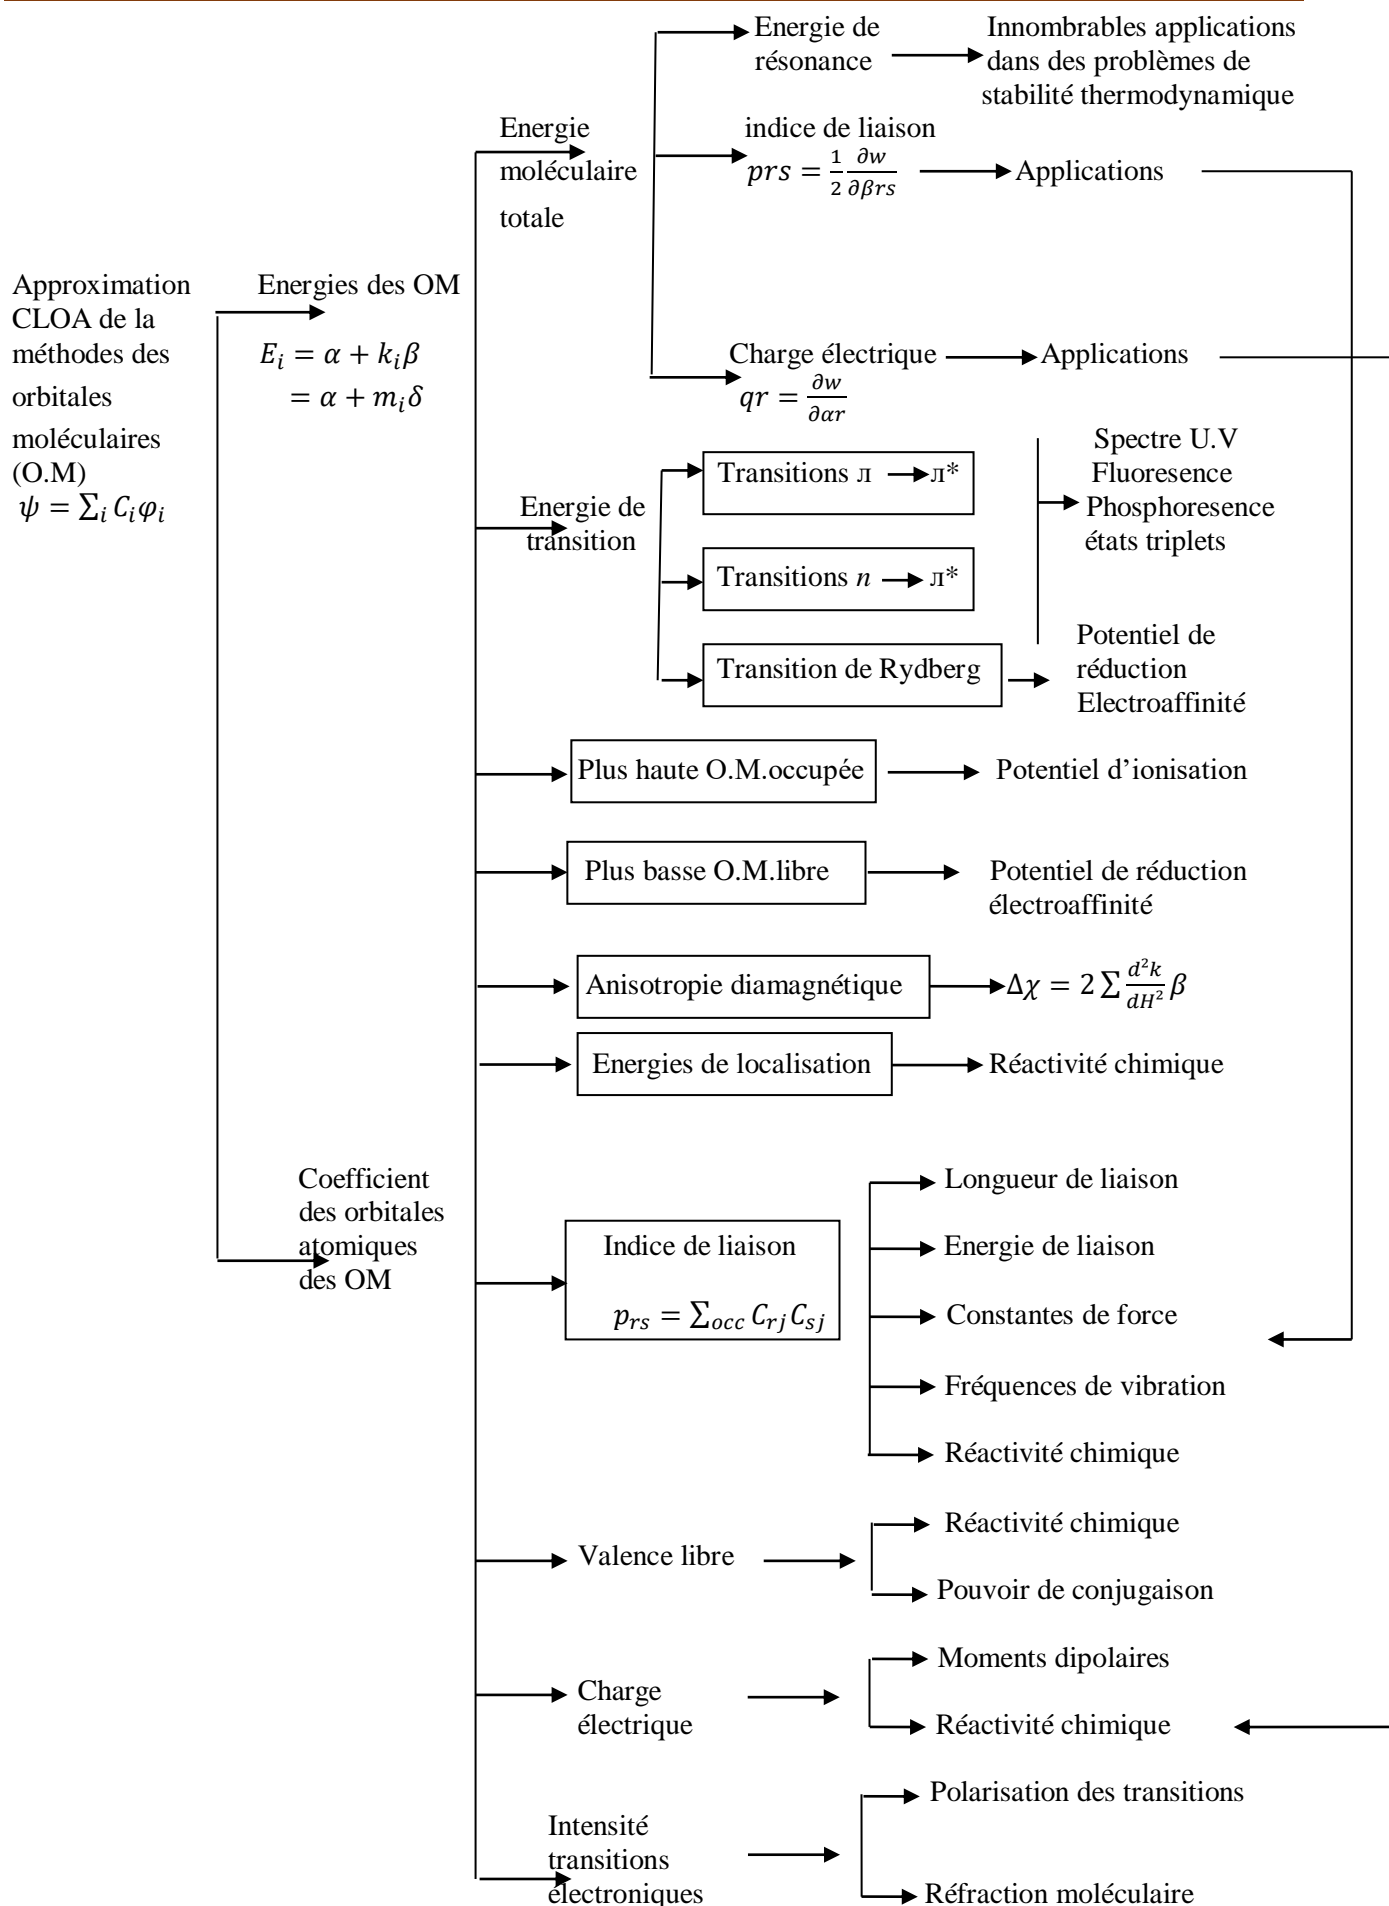 Approximation
CLOA de la
méthodes des
orbitales
moléculaires
(O.M)
ψ = ∑ᵢ Cᵢφᵢ
Energies des OM
Eᵢ = α + kᵢβ
= α + mᵢδ
Coefficient
des orbitales
atomiques
des OM
Energie
moléculaire
totale
Energie de
résonance
Innombrables applications
dans des problèmes de
stabilité thermodynamique
indice de liaison
prs = 1/2 ∂w/∂βrs
Applications
Charge électrique
qr = ∂w/∂αr
Applications
Energie de
transition
Transitions л → л*
Transitions n → л*
Transition de Rydberg
Spectre U.V
Fluoresence
Phosphoresence
états triplets
Potentiel de
réduction
Electroaffinité
Plus haute O.M.occupée
Potentiel d’ionisation
Plus basse O.M.libre
Potentiel de réduction
électroaffinité
Anisotropie diamagnétique
Δχ = 2 ∑ d²k/dH² β
Energies de localisation
Réactivité chimique
Indice de liaison
p_rs = ∑_occ C_rj C_sj
Longueur de liaison
Energie de liaison
Constantes de force
Fréquences de vibration
Réactivité chimique
Valence libre
Réactivité chimique
Pouvoir de conjugaison
Charge
électrique
Moments dipolaires
Réactivité chimique
Intensité
transitions
électroniques
Polarisation des transitions
Réfraction moléculaire